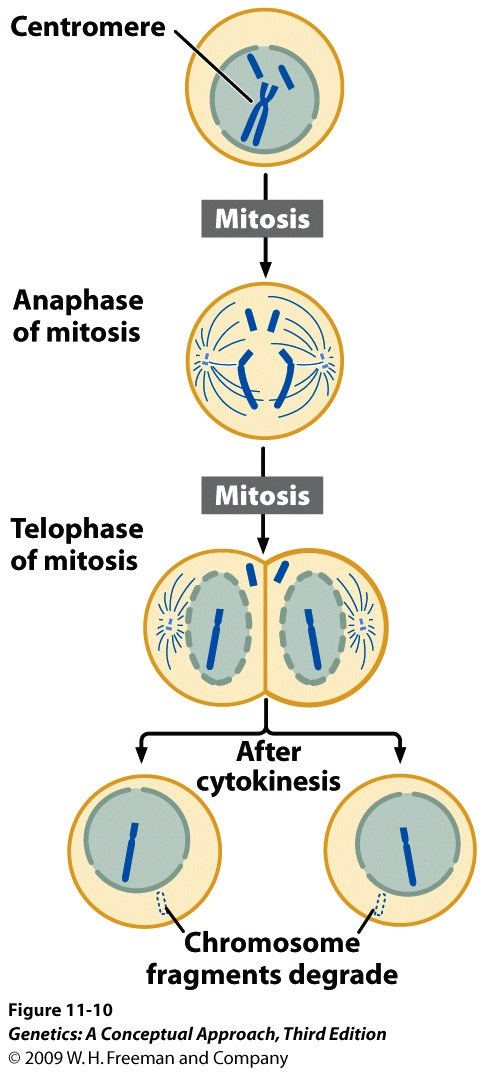 Centromere
Mitosis
Anaphase
of mitosis
Mitosis
Telophase
of mitosis
After
cytokinesis
Chromosome
fragments degrade
Figure 11-10
Genetics: A Conceptual Approach, Third Edition
© 2009 W. H. Freeman and Company